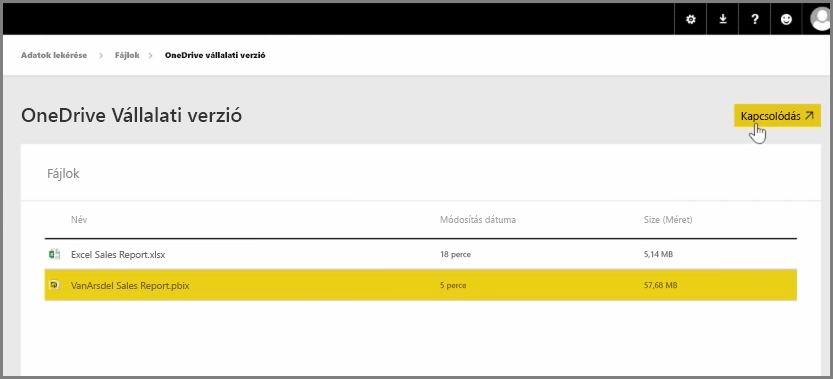 Adatok lekérése > Fájlok > OneDrive vállalati verzió
OneDrive Vállalati verzió
Kapcsolódás
Fájlok
Név Módosítás dátuma Size (Méret)
Excel Sales Report.xlsx 18 perce 5,14 MB
VanArsdel Sales Report.pbix 5 perce 57,68 MB